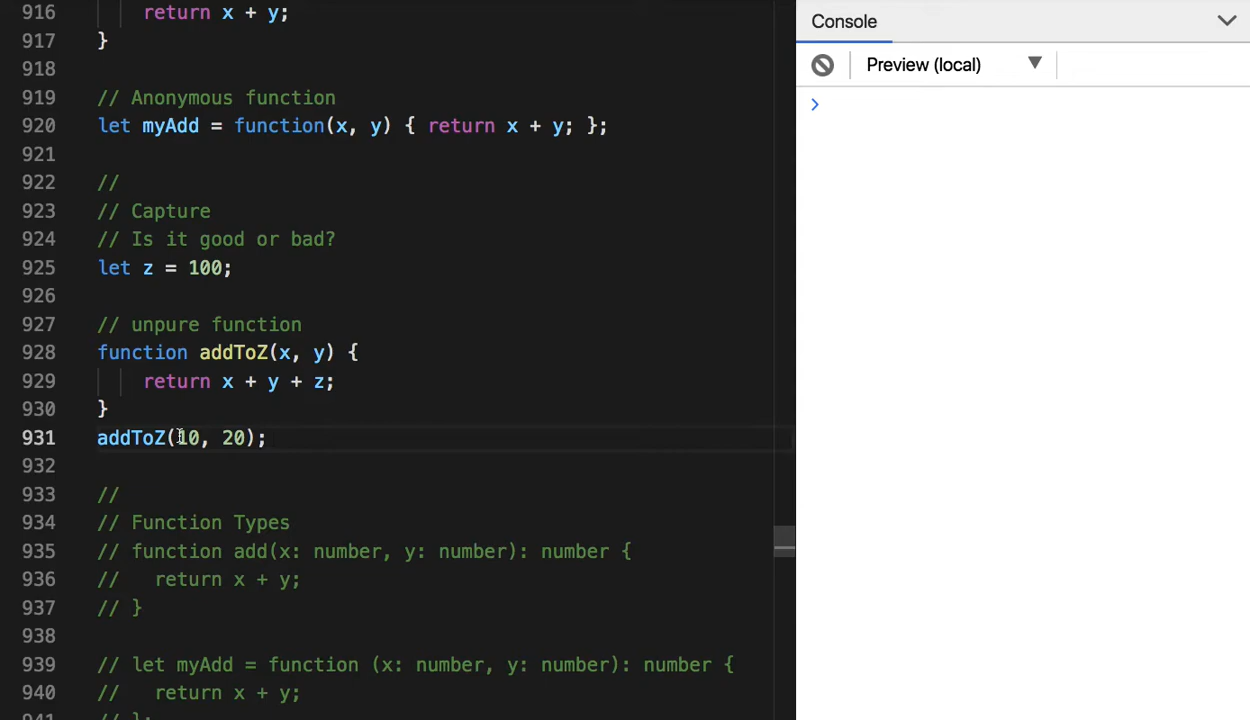 916 return x + y;
917 }
918
919 // Anonymous function
920 let myAdd = function(x, y) { return x + y; };
921
922 //
923 // Capture
924 // Is it good or bad?
925 let z = 100;
926
927 // unpure function
928 function addToZ(x, y) {
929 return x + y + z;
930 }
931 addToZ(10, 20);
932
933 //
934 // Function Types
935 // function add(x: number, y: number): number {
936 //   return x + y;
937 // }
938
939 // let myAdd = function (x: number, y: number): number {
940 //   return x + y;
941 // };
Console
Preview (local)